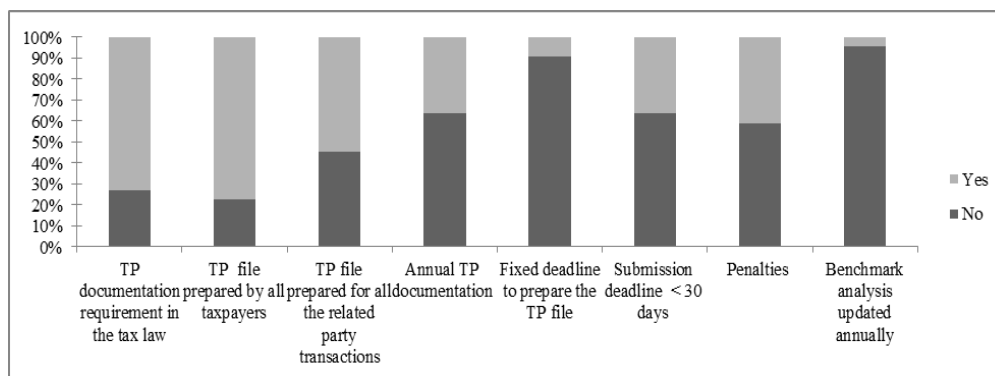 100%
90%
80%
70%
60%
50%
40%
30%
20%
10%
0%
Yes
No
TP
documentation
requirement in
the tax law
TP file
prepared by all
taxpayers
TP file
prepared for all
the related
party
transactions
Annual TP
documentation
Fixed deadline
to prepare the
TP file
Submission
deadline < 30
days
Penalties
Benchmark
analysis
updated
annually